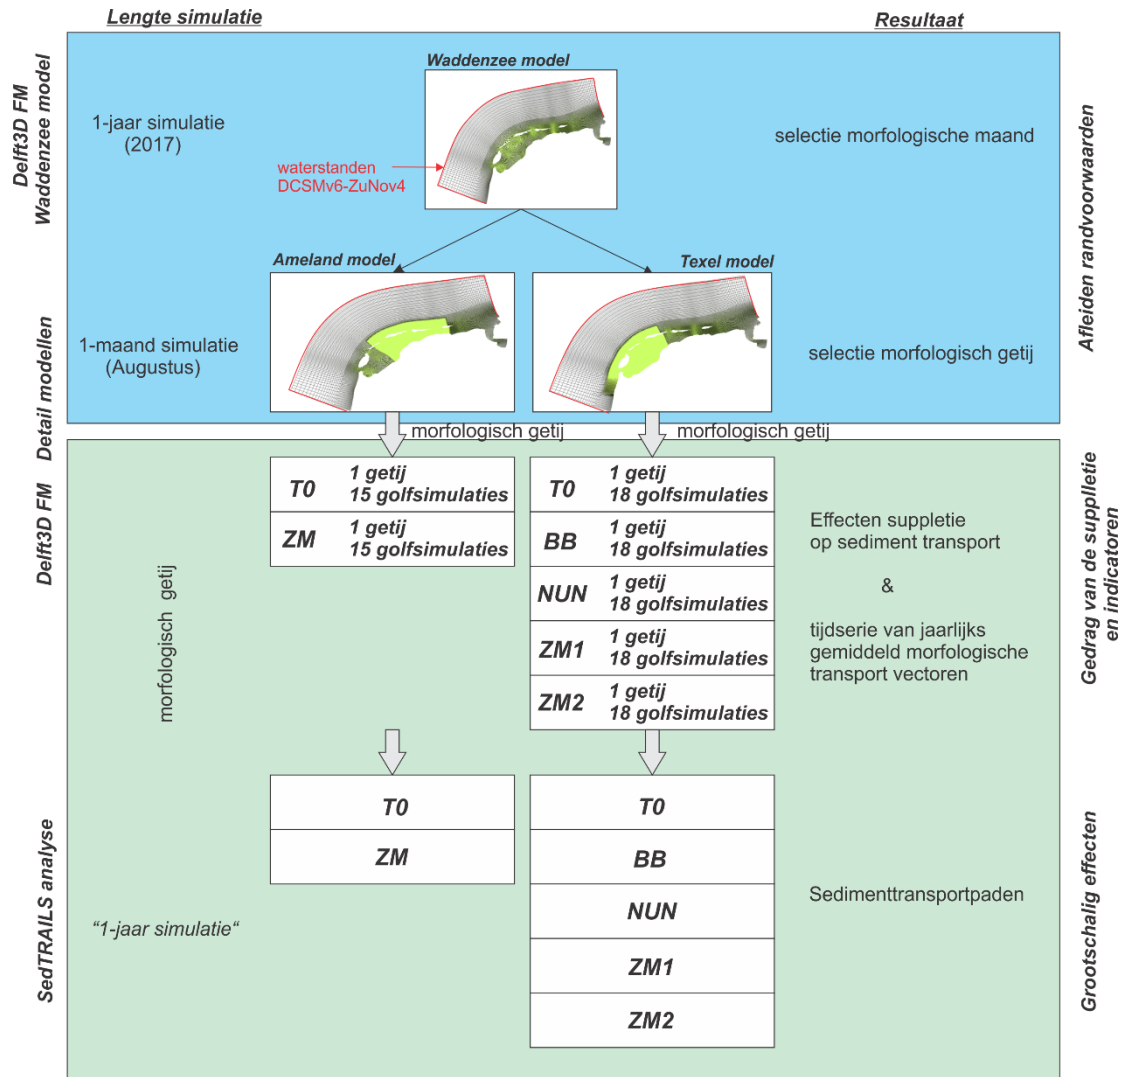 Lengte simulatie
Resultaat
Delft3D FM
Waddenzee model
Waddenzee model
1-jaar simulatie
(2017)
waterstanden
DCSMv6-ZuNov4
selectie morfologische maand
Afleiden randvoorwaarden
Ameland model
Texel model
Detail modellen
1-maand simulatie
(Augustus)
selectie morfologisch getij
morfologisch getij
morfologisch getij
Delft3D FM
morfologisch getij
T0
1 getij
15 golfsimulaties
ZM
1 getij
15 golfsimulaties
T0
1 getij
18 golfsimulaties
BB
1 getij
18 golfsimulaties
NUN
1 getij
18 golfsimulaties
ZM1
1 getij
18 golfsimulaties
ZM2
1 getij
18 golfsimulaties
Effecten suppletie
op sediment transport
&
tijdserie van jaarlijks
gemiddeld morfologische
transport vectoren
Gedrag van de supplletie
en indicatoren
SedTRAILS analyse
“1-jaar simulatie“
T0
ZM
T0
BB
NUN
ZM1
ZM2
Sedimenttransportpaden
Grootschalig effecten